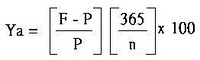 Ya = [F - P / P] [365 / n] x 100